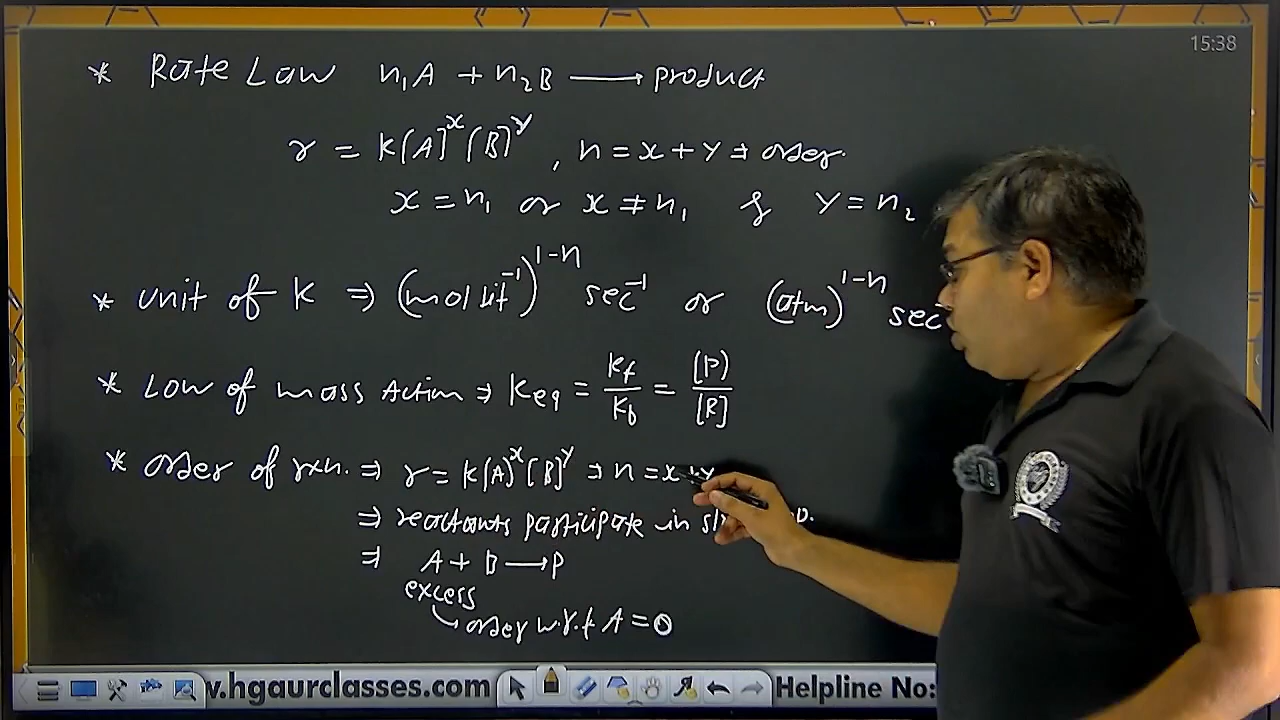 15:38
* Rate Law n₁A + n₂B ⟶ product
r = K[A]ˣ[B]ʸ , n = x + y ⇒ order.
x = n₁ or x ≠ n₁ & y = n₂
* unit of K ⇒ (mol lit⁻¹)¹⁻ⁿ sec⁻¹ or (atm)¹⁻ⁿ sec
* Law of mass Action ⇒ Keq = Kf/Kb = [P]/[R]
* order of rxn. ⇒ r = K[A]ˣ[B]ʸ ⇒ n = x + y
⇒ reactants participate in
⇒ A + B ⟶ P
excess
order w.r.t A = 0
v.hgaurclasses.com Helpline No: